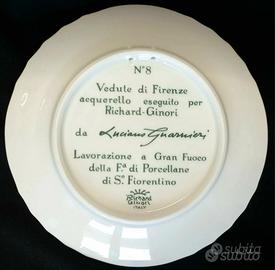 N° 8
Vedute di Firenze
acquerello eseguito per
Richard-Ginori
da Luciano Guarnieri
Lavorazione a Gran Fuoco
della F.a di Porcellane
di S.o Fiorentino
Richard
Ginori
ITALY
subito
subito